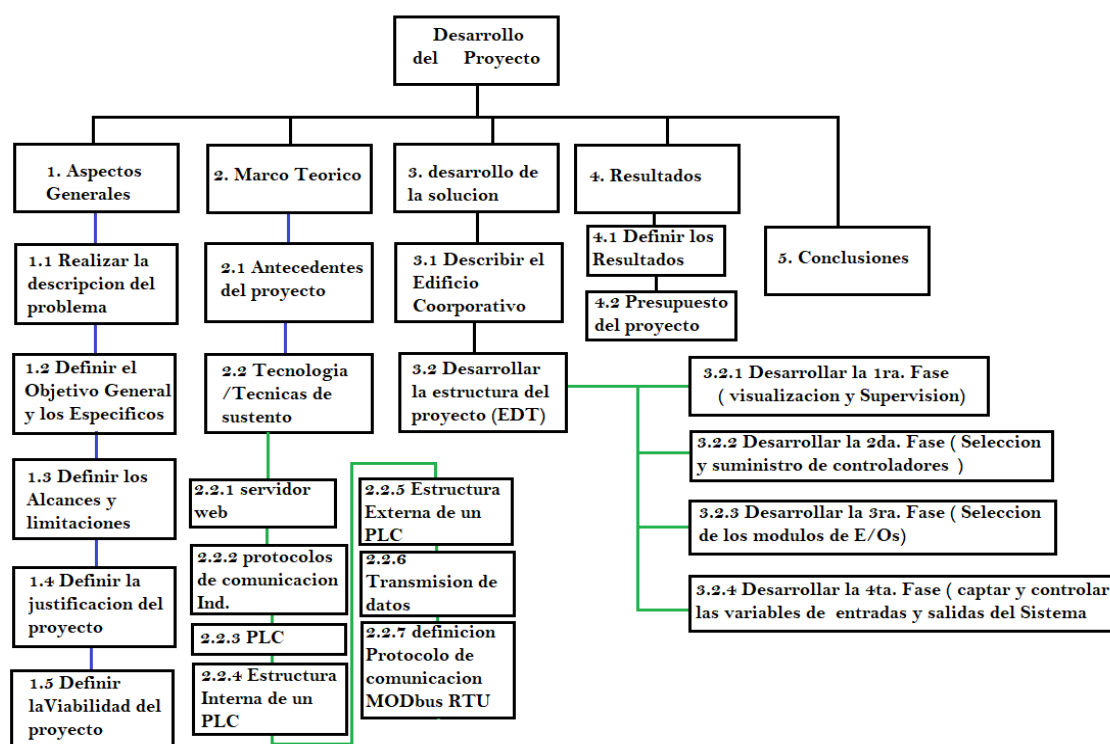 Desarrollo
del Proyecto
1. Aspectos
Generales
2. Marco Teorico
3. desarrollo de
la solucion
4. Resultados
5. Conclusiones
1.1 Realizar la
descripcion del
problema
1.2 Definir el
Objetivo General
y los Especificos
1.3 Definir los
Alcances y
limitaciones
1.4 Definir la
justificacion del
proyecto
1.5 Definir
laViabilidad del
proyecto
2.1 Antecedentes
del proyecto
2.2 Tecnologia
/Tecnicas de
sustento
2.2.1 servidor
web
2.2.2 protocolos
de comunicacion
Ind.
2.2.3 PLC
2.2.4 Estructura
Interna de un
PLC
2.2.5 Estructura
Externa de un
PLC
2.2.6
Transmision de
datos
2.2.7 definicion
Protocolo de
comunicacion
MODbus RTU
3.1 Describir el
Edificio
Coorporativo
3.2 Desarrollar
la estructura del
proyecto (EDT)
3.2.1 Desarrollar la 1ra. Fase
( visualizacion y Supervision)
3.2.2 Desarrollar la 2da. Fase ( Seleccion
y suministro de controladores )
3.2.3 Desarrollar la 3ra. Fase ( Seleccion
de los modulos de E/Os)
3.2.4 Desarrollar la 4ta. Fase ( captar y controlar
las variables de entradas y salidas del Sistema
4.1 Definir los
Resultados
4.2 Presupuesto
del proyecto